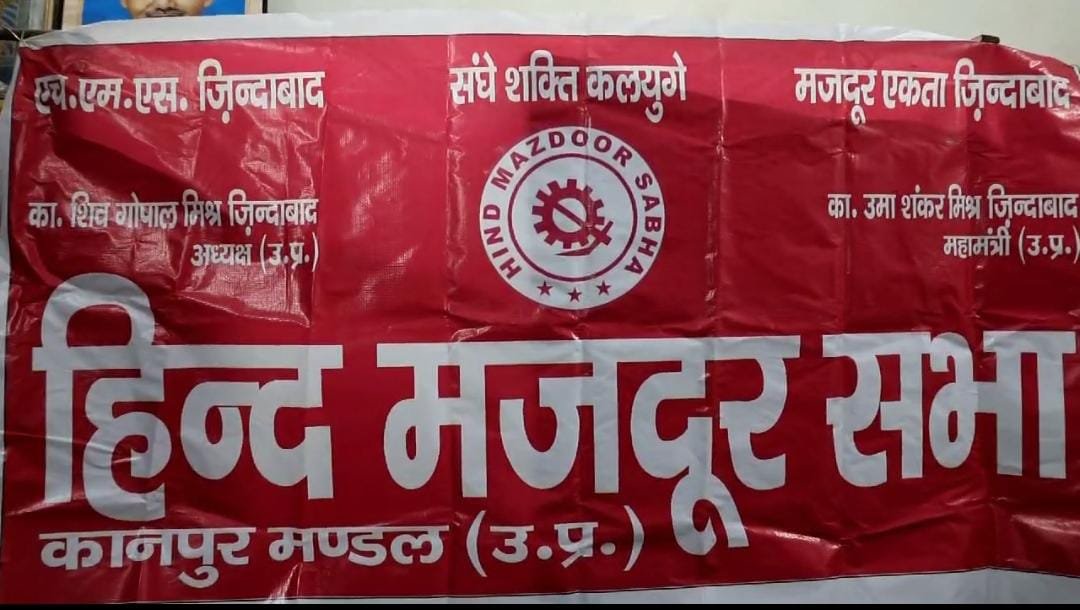 एच.एम.एस. ज़िन्दाबाद
संघे शक्ति कलयुगे
मजदूर एकता ज़िन्दाबाद
HIND MAZDOOR SABHA
का. शिव गोपाल मिश्र ज़िन्दाबाद
अध्यक्ष (उ.प्र.)
का. उमा शंकर मिश्र ज़िन्दाबाद
महामंत्री (उ.प्र.)
हिन्द मजदूर सभा
कानपुर मण्डल (उ.प्र.)